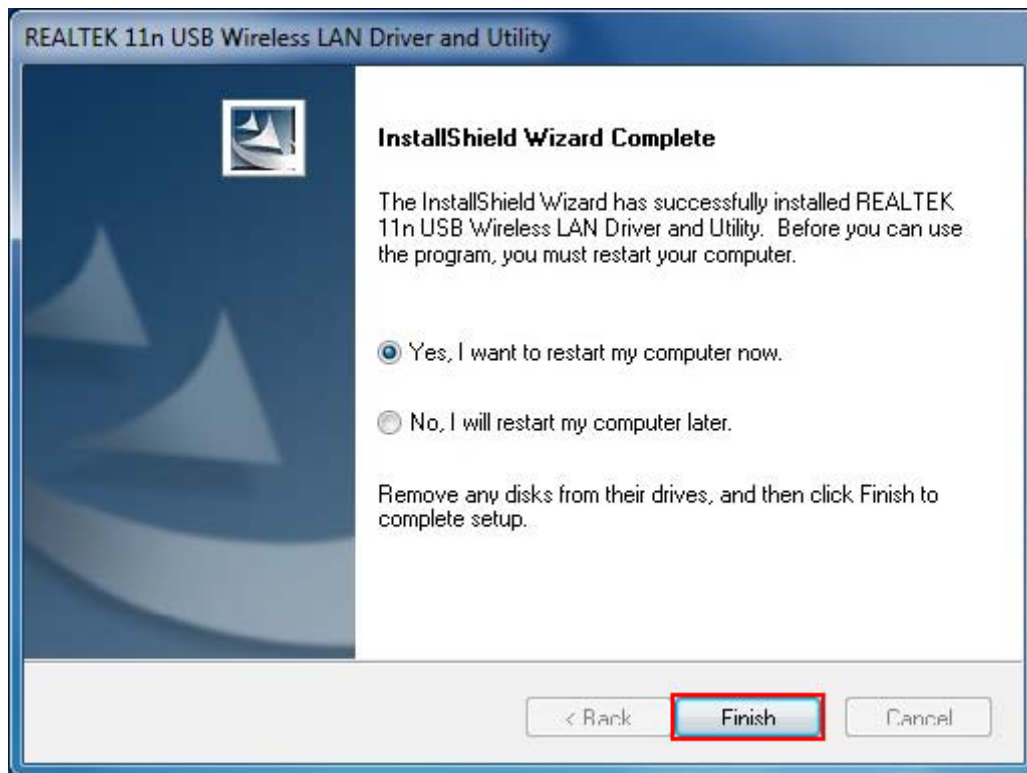 REALTEK 11n USB Wireless LAN Driver and Utility
InstallShield Wizard Complete
The InstallShield Wizard has successfully installed REALTEK
11n USB Wireless LAN Driver and Utility. Before you can use
the program, you must restart your computer.
Yes, I want to restart my computer now.
No, I will restart my computer later.
Remove any disks from their drives, and then click Finish to
complete setup.
< Back Finish Cancel